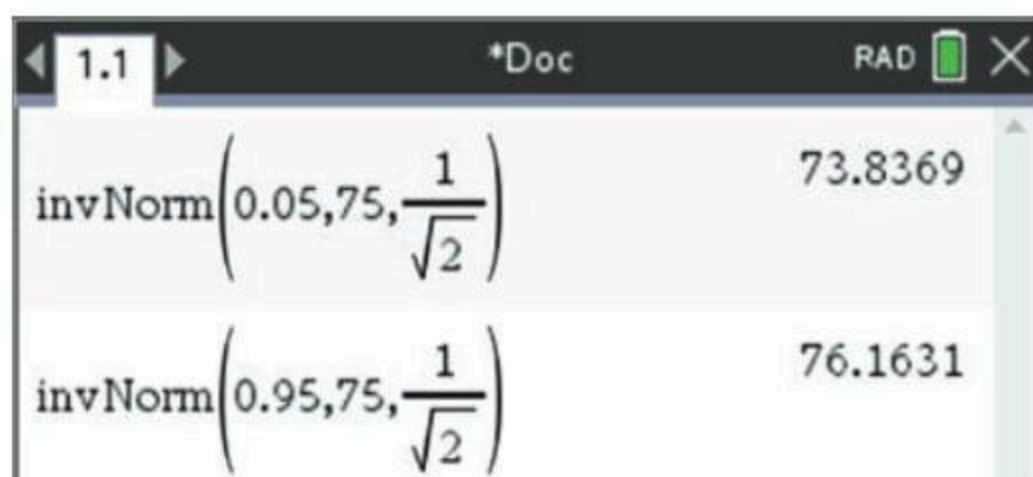 1.1 *Doc RAD
invNorm(0.05,75,1/√2) 73.8369
invNorm(0.95,75,1/√2) 76.1631